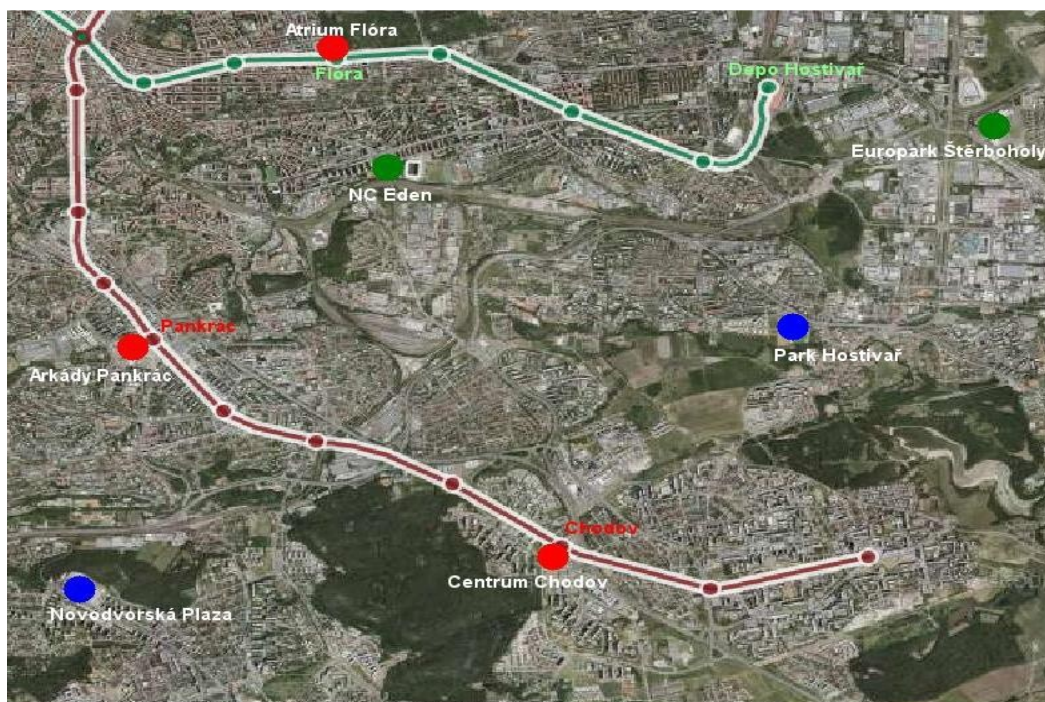 Atrium Flóra
Flora
Depo Hostivař
Europark Štěrboholy
NC Eden
Pankrác
Arkády Pankrác
Park Hostivař
Chodov
Centrum Chodov
Novodvorská Plaza